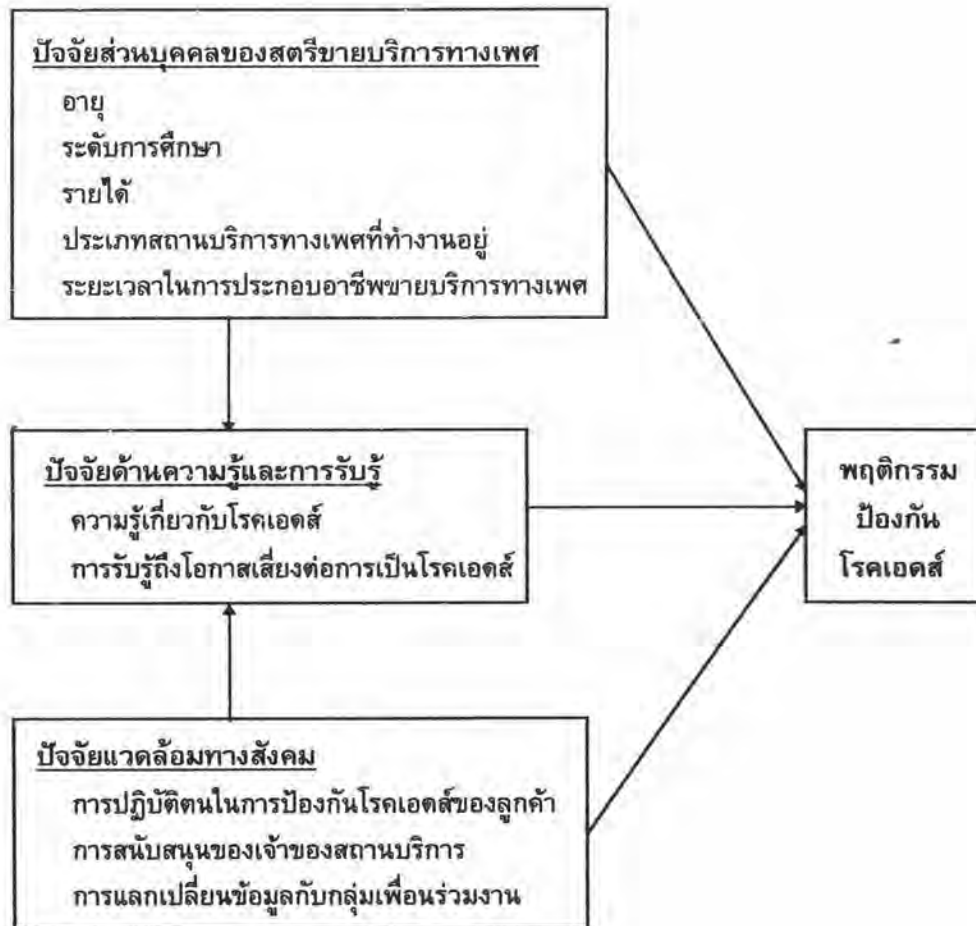 ปัจจัยส่วนบุคคลของสตรีขายบริการทางเพศ
อายุ
ระดับการศึกษา
รายได้
ประเภทสถานบริการทางเพศที่ทำงานอยู่
ระยะเวลาในการประกอบอาชีพขายบริการทางเพศ
ปัจจัยด้านความรู้และการรับรู้
ความรู้เกี่ยวกับโรคเอดส์
การรับรู้ถึงโอกาสเสี่ยงต่อการเป็นโรคเอดส์
พฤติกรรม
ป้องกัน
โรคเอดส์
ปัจจัยแวดล้อมทางสังคม
การปฏิบัติตนในการป้องกันโรคเอดส์ของลูกค้า
การสนับสนุนของเจ้าของสถานบริการ
การแลกเปลี่ยนข้อมูลกับกลุ่มเพื่อนร่วมงาน